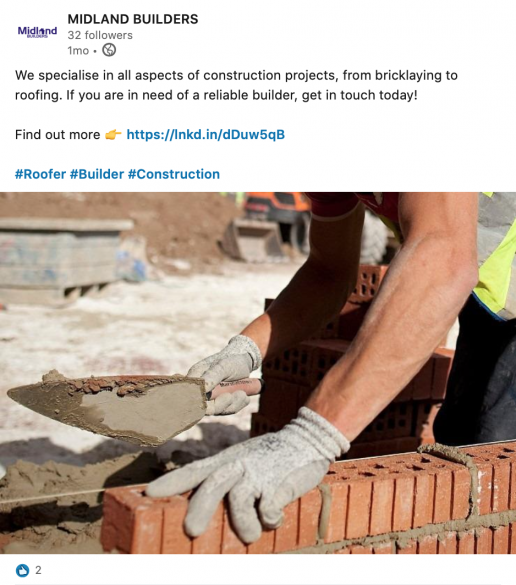 Midland
BUILDERS
MIDLAND BUILDERS
32 followers
1mo •
We specialise in all aspects of construction projects, from bricklaying to
roofing. If you are in need of a reliable builder, get in touch today!
Find out more 👉 https://lnkd.in/dDuw5qB
#Roofer #Builder #Construction
2